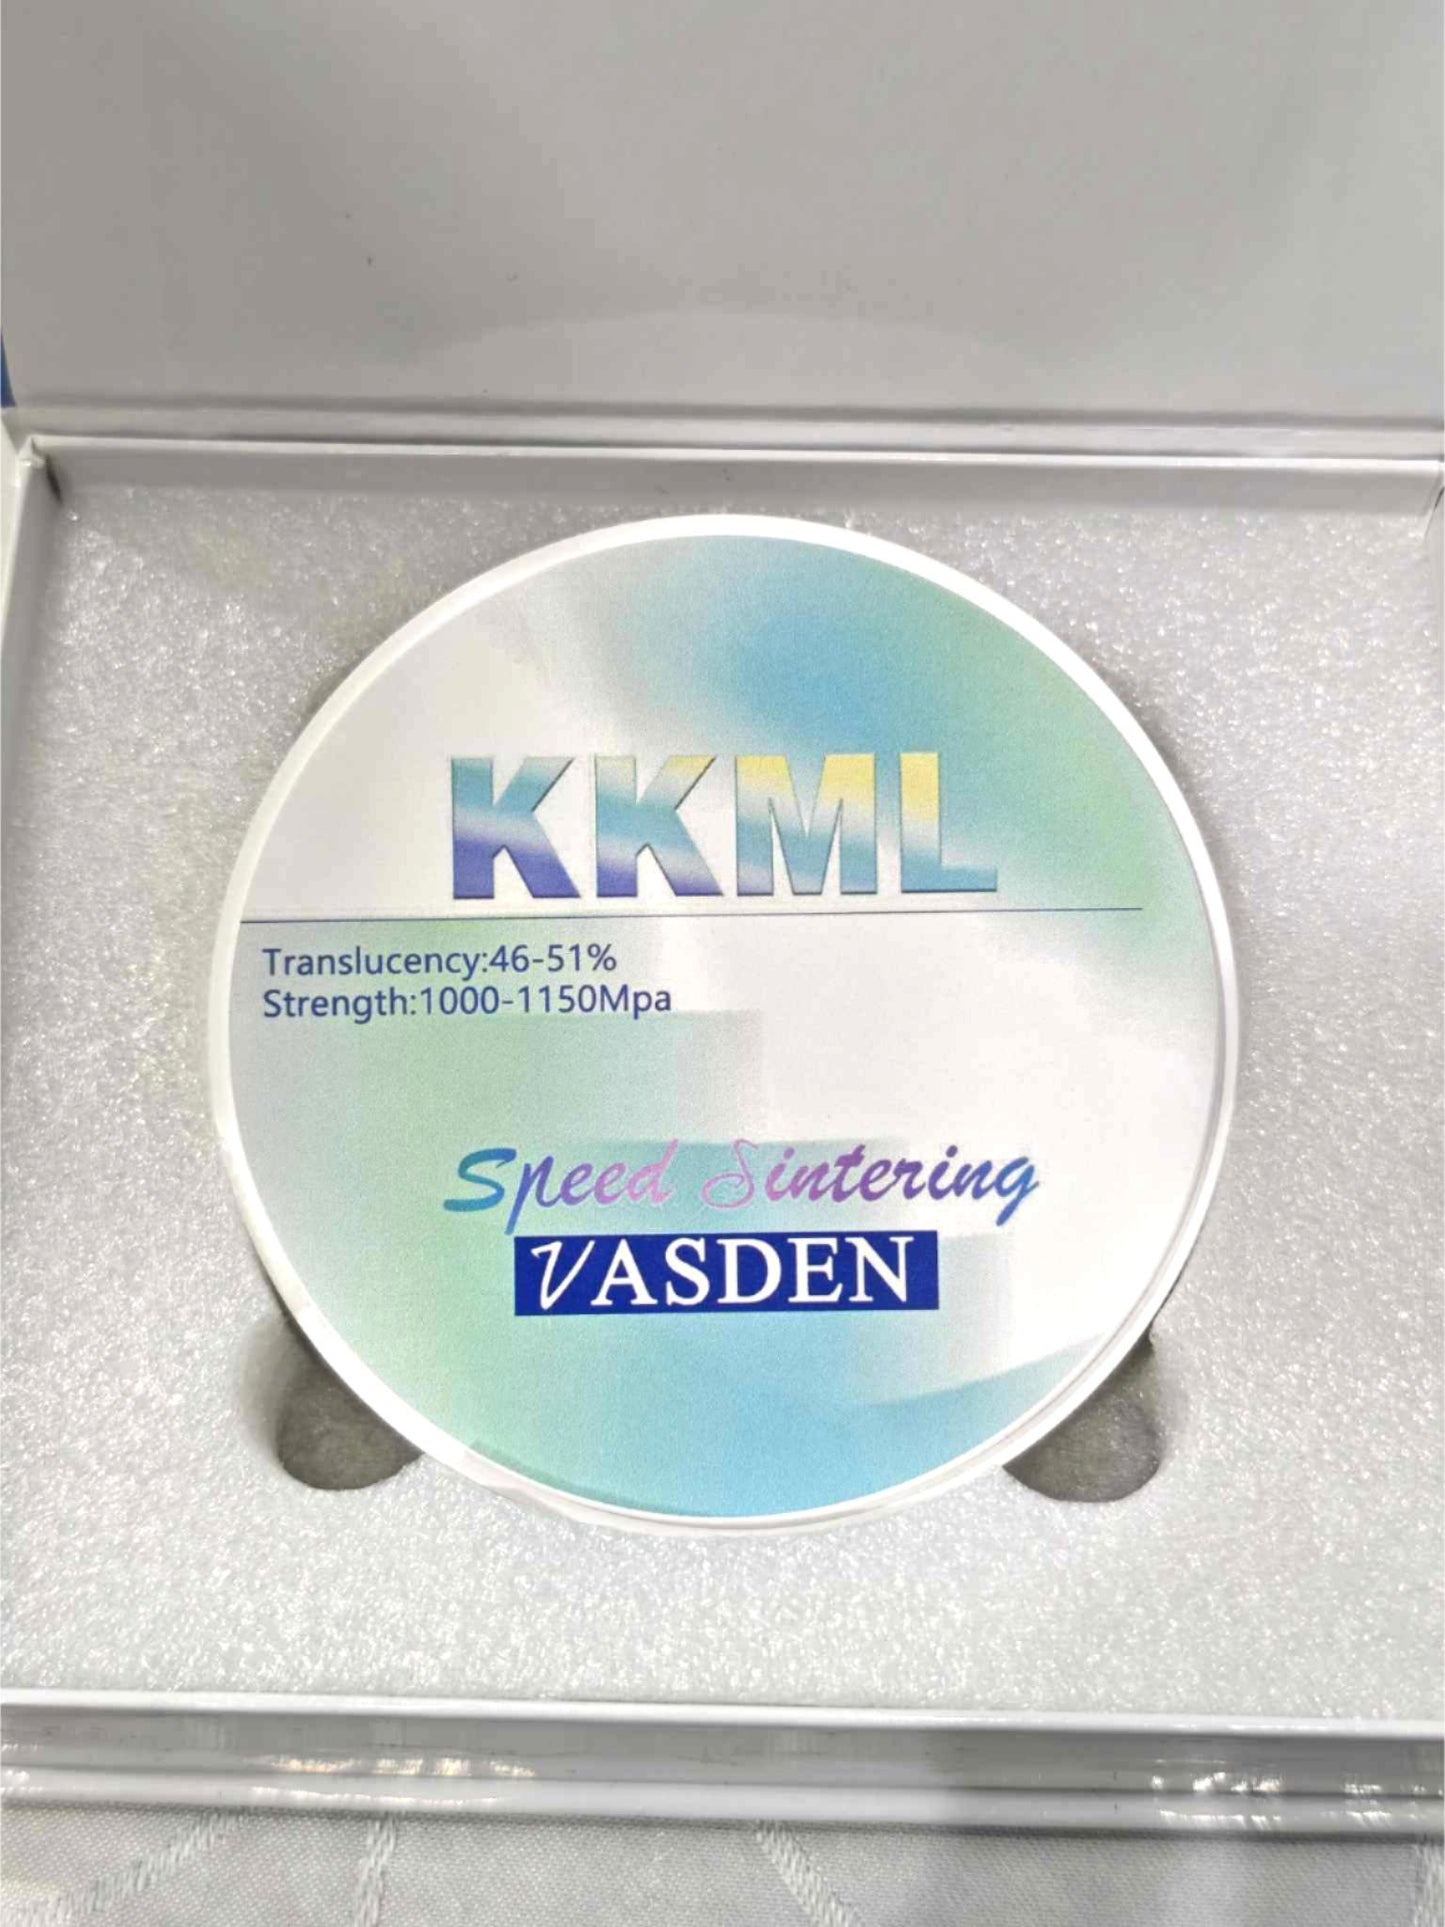 KKML
Translucency:46-51%
Strength:1000-1150Mpa
Speed Sintering
VASDEN